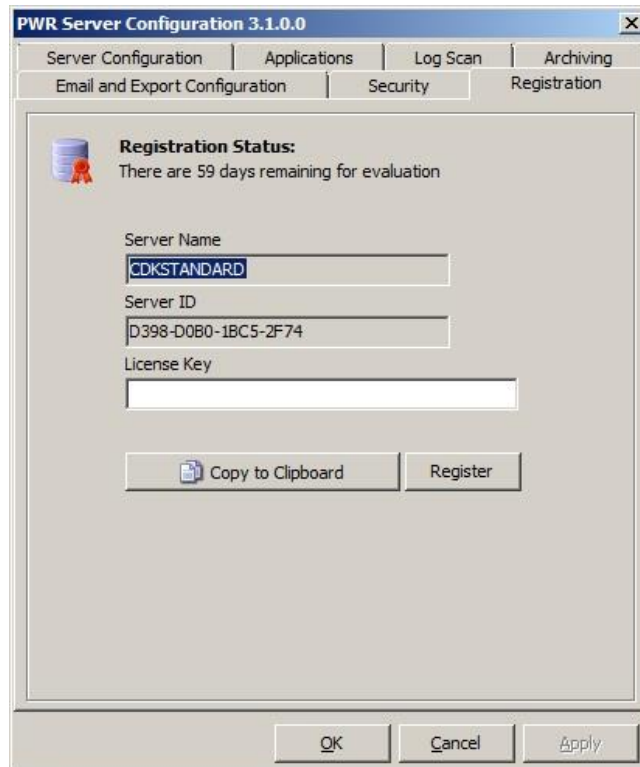 PWR Server Configuration 3.1.0.0
Server Configuration Applications Log Scan Archiving
Email and Export Configuration Security Registration
Registration Status:
There are 59 days remaining for evaluation
Server Name
CDKSTANDARD
Server ID
D398-D0B0-1BC5-2F74
License Key
Copy to Clipboard Register
OK Cancel Apply